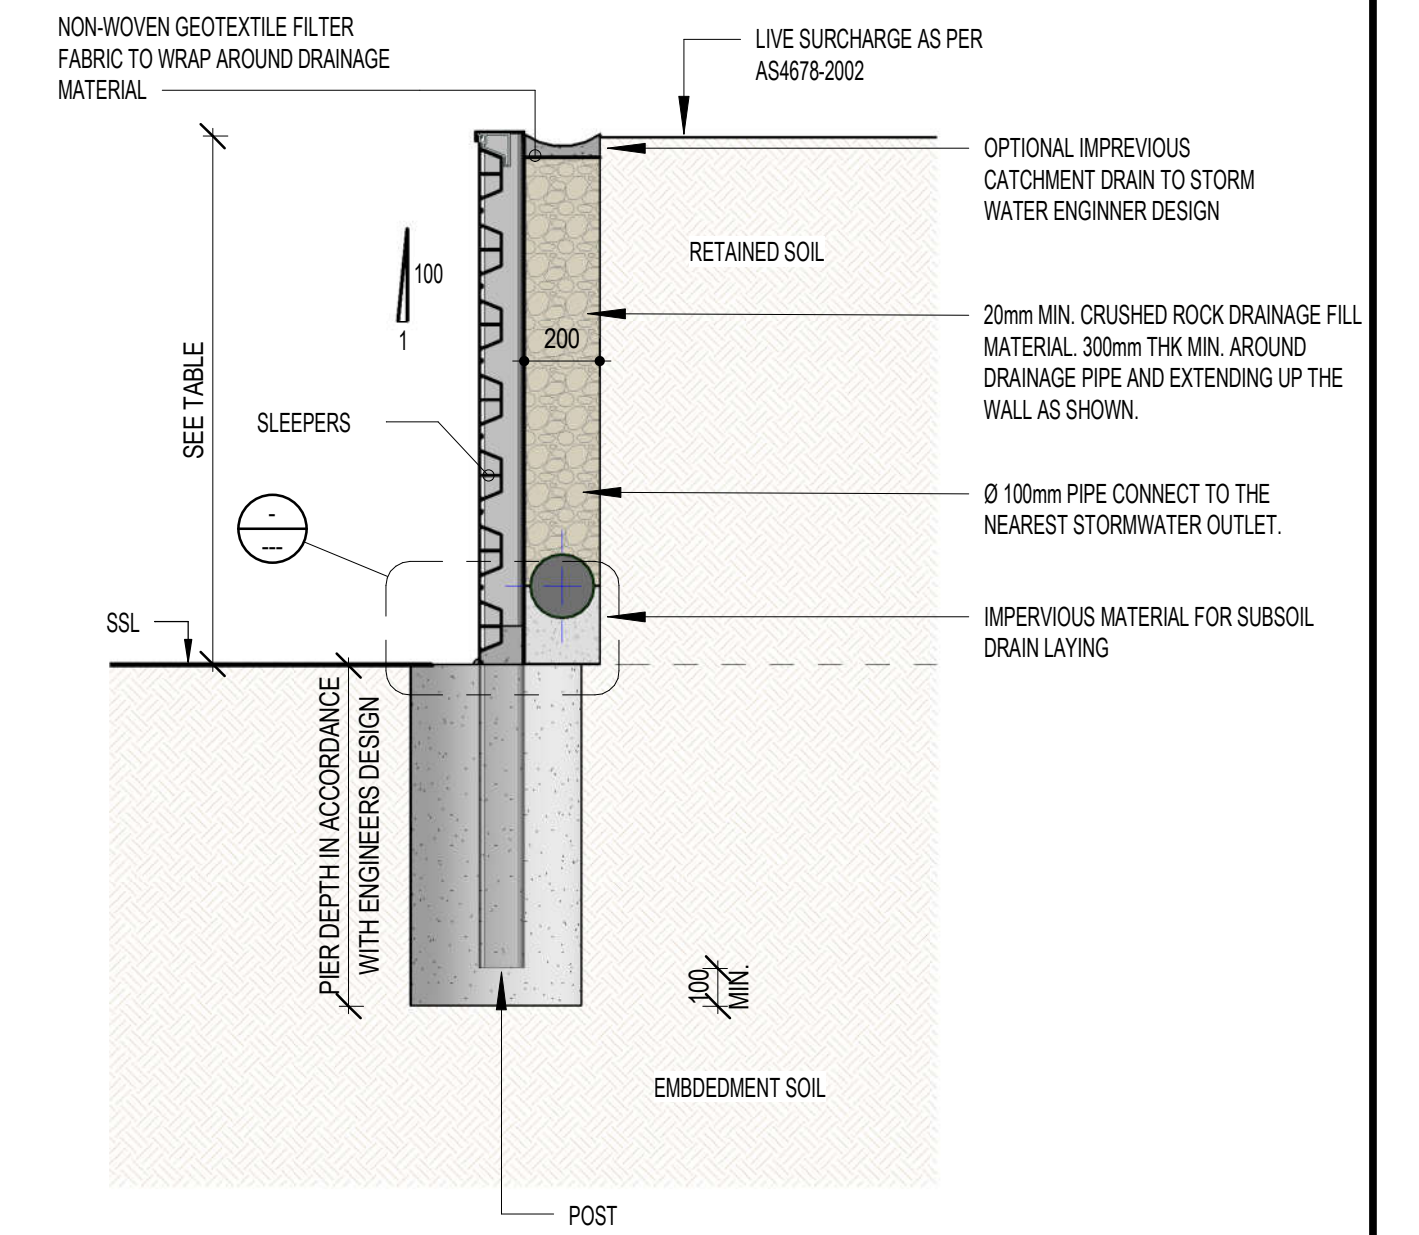 NON-WOVEN GEOTEXTILE FILTER
FABRIC TO WRAP AROUND DRAINAGE
MATERIAL
LIVE SURCHARGE AS PER
AS4678-2002
OPTIONAL IMPREVIOUS
CATCHMENT DRAIN TO STORM
WATER ENGINNER DESIGN
RETAINED SOIL
100
1
20mm MIN. CRUSHED ROCK DRAINAGE FILL
MATERIAL. 300mm THK MIN. AROUND
DRAINAGE PIPE AND EXTENDING UP THE
WALL AS SHOWN.
200
SEE TABLE
SLEEPERS
Ø 100mm PIPE CONNECT TO THE
NEAREST STORMWATER OUTLET.
-
---
SSL
IMPERVIOUS MATERIAL FOR SUBSOIL
DRAIN LAYING
PIER DEPTH IN ACCORDANCE
WITH ENGINEERS DESIGN
100
MIN.
EMBDEDMENT SOIL
POST